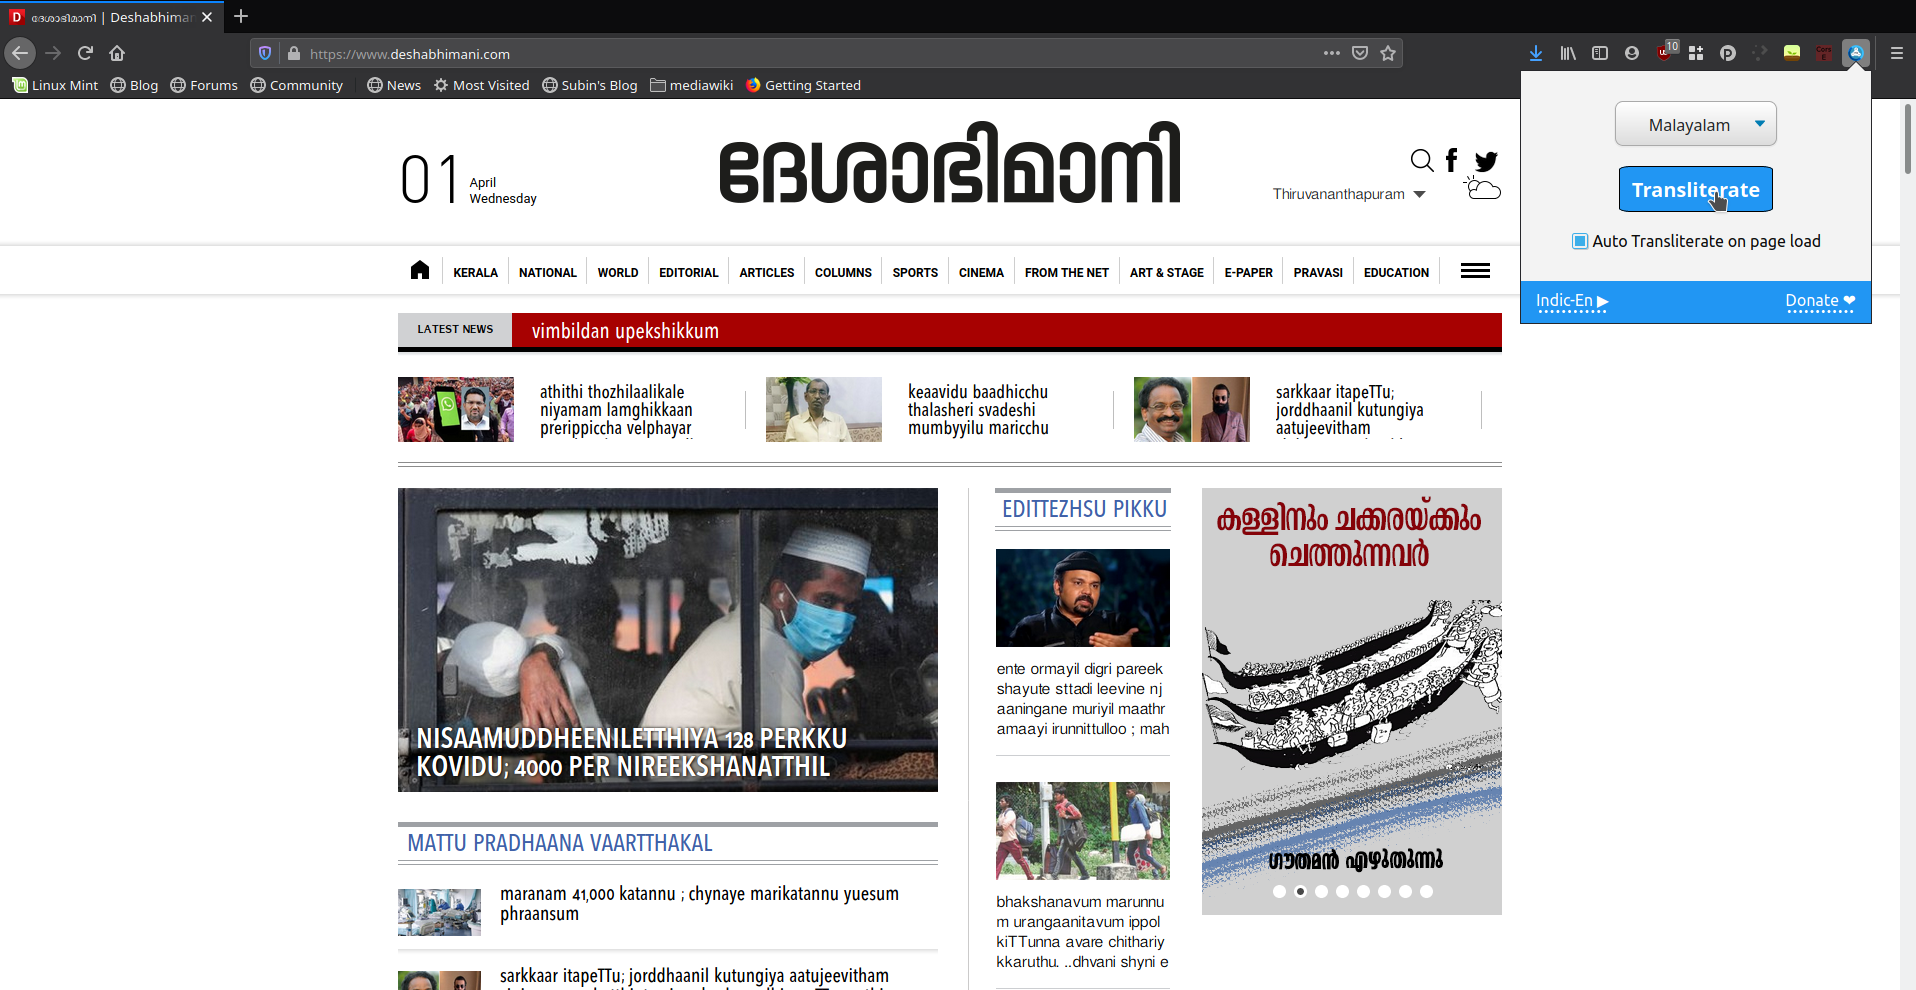 ദേശാഭിമാനി | Deshabhiman
https://www.deshabhimani.com
10
Linux Mint
Blog
Forums
Community
News
Most Visited
Subin's Blog
mediawiki
Getting Started
Malayalam
Transliterate
Auto Transliterate on page load
Indic-En ▶
Donate ❤
01
April
Wednesday
ദേശാഭിമാനി
Thiruvananthapuram
KERALA
NATIONAL
WORLD
EDITORIAL
ARTICLES
COLUMNS
SPORTS
CINEMA
FROM THE NET
ART & STAGE
E-PAPER
PRAVASI
EDUCATION
LATEST NEWS
vimbildan upekshikkum
athithi thozhilaalikale
niyamam lamghikkaan
prerippiccha velphayar
keaavidu baadhicchu
thalasheri svadeshi
mumbyyilu maricchu
sarkkaar itapeTTu;
jorddhaanil kutungiya
aatujeevitham
NISAAMUDDHEENILETTHIYA 128 PERKKU
KOVIDU; 4000 PER NIREEKSHANATTHIL
MATTU PRADHAANA VAARTTHAKAL
maranam 41,000 katannu ; chynaye marikatannu yuesum
phraansum
sarkkaar itapeTTu; jorddhaanil kutungiya aatujeevitham
EDITTEZHSU PIKKU
ente ormayil digri pareek
shayute sttadi leevine nj
aaningane muriyil maathr
amaayi irunnittulloo ; mah
bhakshanavum marunnu
m urangaanitavum ippol
kiTTunna avare chithariy
kkaruthu. ..dhvani shyni e
കള്ളിനും ചക്കരയ്ക്കും
ചെത്തുന്നവർ
ഗൗതമൻ എഴുതുന്നു